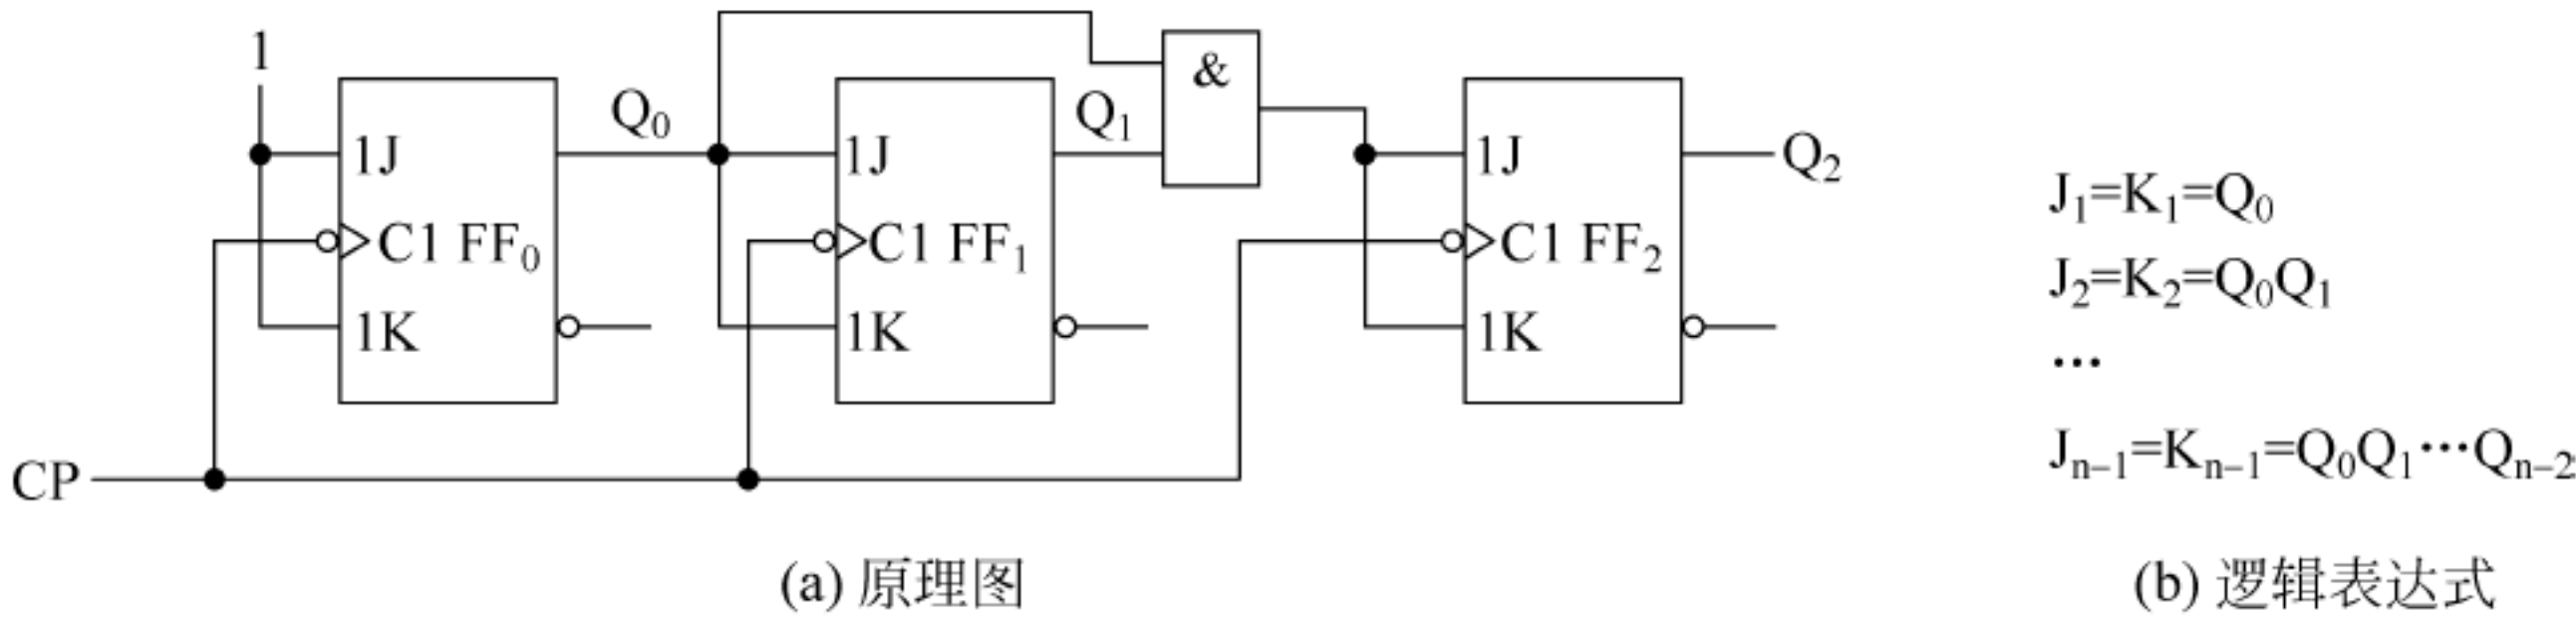 1
Q₀
Q₁
&
1J
1J
1J
Q₂
C1 FF₀
C1 FF₁
C1 FF₂
1K
1K
1K
CP
J₁=K₁=Q₀
J₂=K₂=Q₀Q₁
···
Jₙ₋₁=Kₙ₋₁=Q₀Q₁···Qₙ₋₂
(a) 原理图
(b) 逻辑表达式